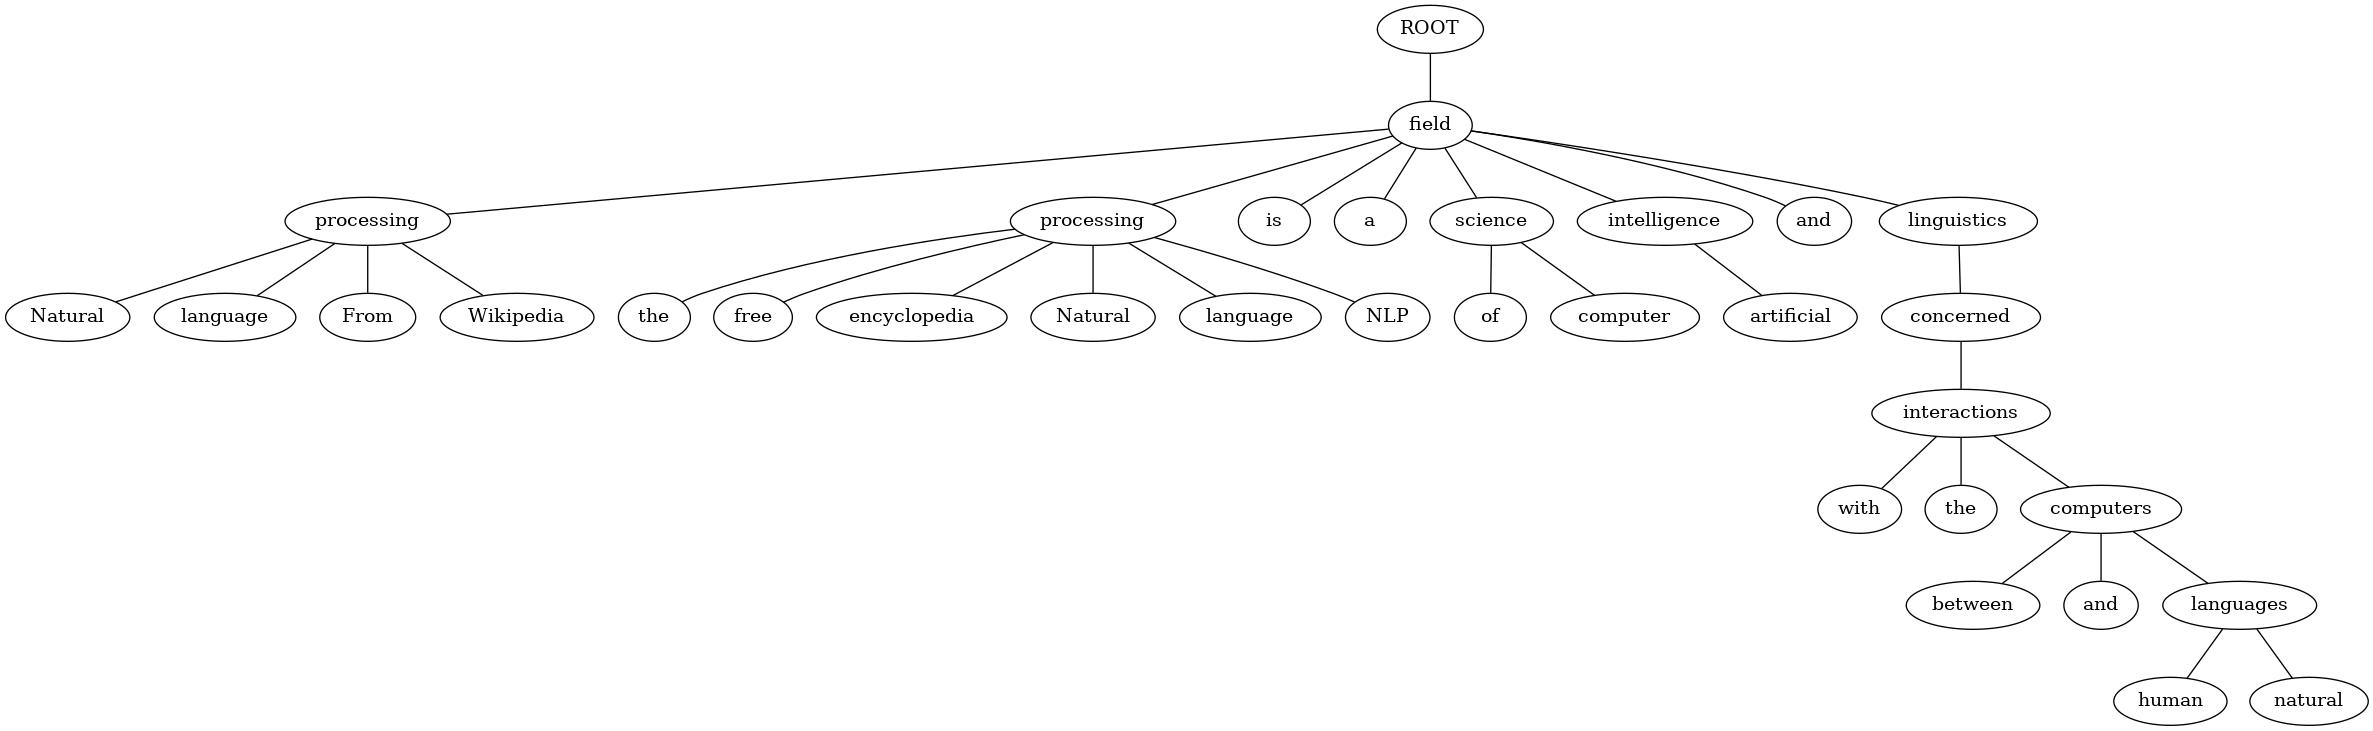 ROOT
field
processing processing is a science intelligence and linguistics
Natural language From Wikipedia the free encyclopedia Natural language NLP of computer artificial concerned
interactions
with the computers
between and languages
human natural